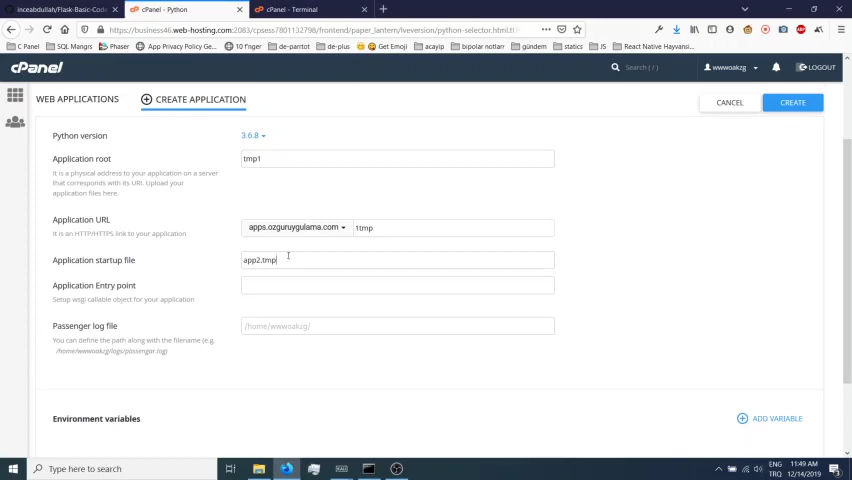 inceabdullah/Flask-Basic-Code
cPanel - Python
cPanel - Terminal
https://business46.web-hosting.com:2083/cpsess7801132798/frontend/paper_lantern/lveversion/python-selector.html.tt
C Panel
SQL Mangrs
Phaser
App Privacy Policy Ge...
10 finger
de-parrotot
Get Emoji
acayip
bipolar notlarr
gündem
statics
JS
React Native Hayvansi...
cPanel
Search ( / )
wwwoakzg
LOGOUT
WEB APPLICATIONS
CREATE APPLICATION
CANCEL
CREATE
Python version
3.6.8
Application root
tmp1
It is a physical address to your application on a server
that corresponds with its URI. Upload your
application files here.
Application URL
apps.ozguruygulama.com
1tmp
It is an HTTP/HTTPS link to your application
Application startup file
app2.tmp
Application Entry point
Setup wsgi callable object for your application
Passenger log file
/home/wwwoakzg/
You can define the path along with the filename (e.g.
/home/wwwoakzg/logs/passenger.log)
Environment variables
ADD VARIABLE
Type here to search
ENG
TRQ
11:49 AM
12/14/2019